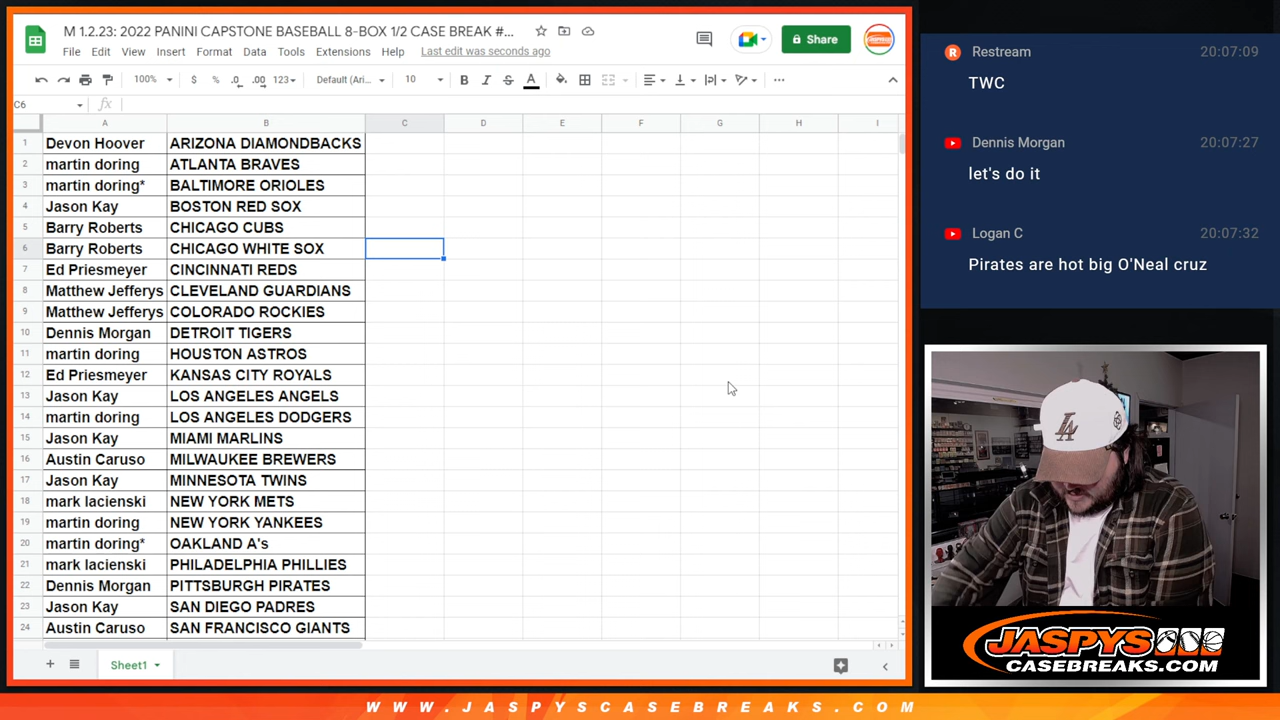 M 1.2.23: 2022 PANINI CAPSTONE BASEBALL 8-BOX 1/2 CASE BREAK #...
File Edit View Insert Format Data Tools Extensions Help Last edit was seconds ago
Share
100% $ % .0 .00 123 Default (Ari... 10 B I S A
C6 fx
A B C D E F G H I
1 Devon Hoover ARIZONA DIAMONDBACKS
2 martin doring ATLANTA BRAVES
3 martin doring* BALTIMORE ORIOLES
4 Jason Kay BOSTON RED SOX
5 Barry Roberts CHICAGO CUBS
6 Barry Roberts CHICAGO WHITE SOX
7 Ed Priesmeyer CINCINNATI REDS
8 Matthew Jefferys CLEVELAND GUARDIANS
9 Matthew Jefferys COLORADO ROCKIES
10 Dennis Morgan DETROIT TIGERS
11 martin doring HOUSTON ASTROS
12 Ed Priesmeyer KANSAS CITY ROYALS
13 Jason Kay LOS ANGELES ANGELS
14 martin doring LOS ANGELES DODGERS
15 Jason Kay MIAMI MARLINS
16 Austin Caruso MILWAUKEE BREWERS
17 Jason Kay MINNESOTA TWINS
18 mark lacienski NEW YORK METS
19 martin doring NEW YORK YANKEES
20 martin doring* OAKLAND A's
21 mark lacienski PHILADELPHIA PHILLIES
22 Dennis Morgan PITTSBURGH PIRATES
23 Jason Kay SAN DIEGO PADRES
24 Austin Caruso SAN FRANCISCO GIANTS
Sheet1
R Restream 20:07:09
TWC
Dennis Morgan 20:07:27
let's do it
Logan C 20:07:32
Pirates are hot big O'Neal cruz
LA
JASPYS
CASEBREAKS.COM
WWW.JASPYSCASEBREAKS.COM